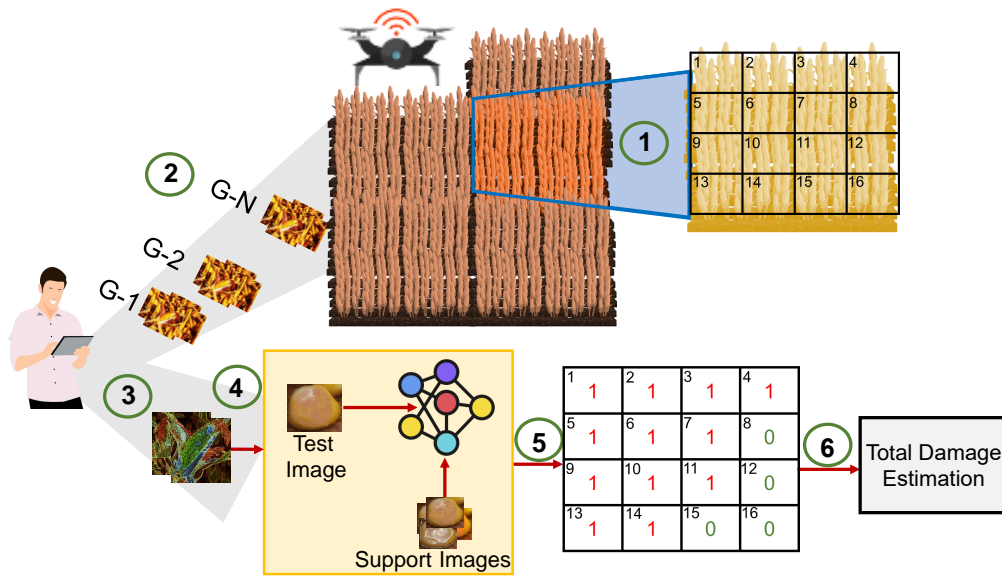 1 2 3 4
5 6 7 8
9 10 11 12
13 14 15 16
1
2
G-N
G-2
G-1
3
4
Test
Image
Support Images
5
1 1 2 1 3 1 4 1
5 1 6 1 7 1 8 0
9 1 10 1 11 1 12 0
13 1 14 1 15 0 16 0
6
Total Damage
Estimation